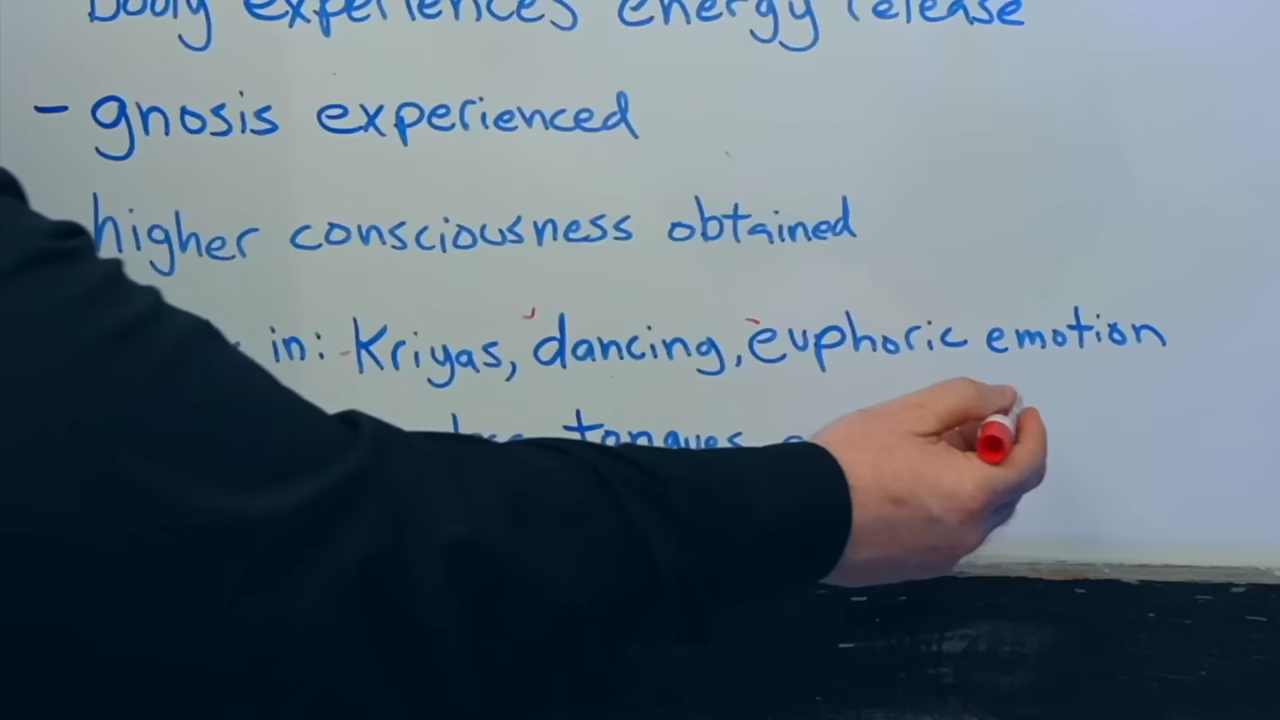 Body experiences energy release
- gnosis experienced
higher consciousness obtained
in: Kriyas, dancing, euphoric emotion
tongues